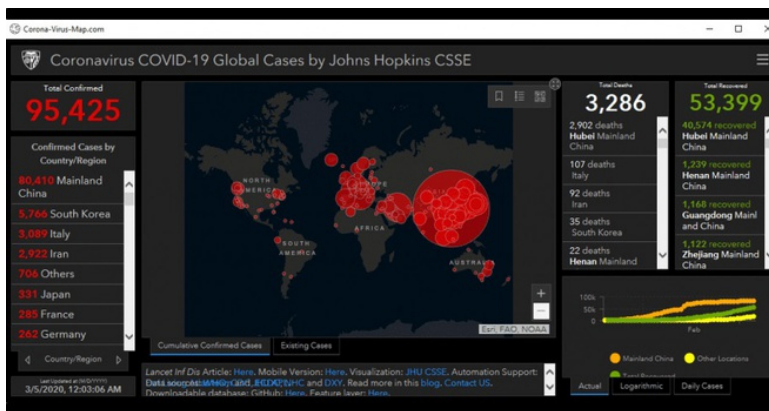 Corona-Virus-Map.com
Coronavirus COVID-19 Global Cases by Johns Hopkins CSSE
Total Confirmed
95,425
Confirmed Cases by
Country/Region
80,410 Mainland
China
5,766 South Korea
3,089 Italy
2,922 Iran
706 Others
331 Japan
285 France
262 Germany
Country/Region
Last Updated at (M/D/YYYY)
3/5/2020, 12:03:06 AM
NORTH
AMERICA
EUROPE
ASIA
AFRICA
SOUTH
AMERICA
AUSTRALIA
+
−
Esri, FAO, NOAA
Cumulative Confirmed Cases
Existing Cases
Lancet Inf Dis Article: Here. Mobile Version: Here. Visualization: JHU CSSE. Automation Support:
and DXY. Read more in this blog. Contact US.
Downloadable database: GitHub: Here. Feature layer: Here.
Total Deaths
3,286
2,902 deaths
Hubei Mainland
China
107 deaths
Italy
92 deaths
Iran
35 deaths
South Korea
22 deaths
Henan Mainland
Total Recovered
53,399
40,574 recovered
Hubei Mainland
China
1,239 recovered
Henan Mainland
China
1,168 recovered
Guangdong Mainl
and China
1,122 recovered
Zhejiang Mainland
China
100k
50k
0
Feb
Mainland China
Other Locations
Total Recovered
Actual
Logarithmic
Daily Cases